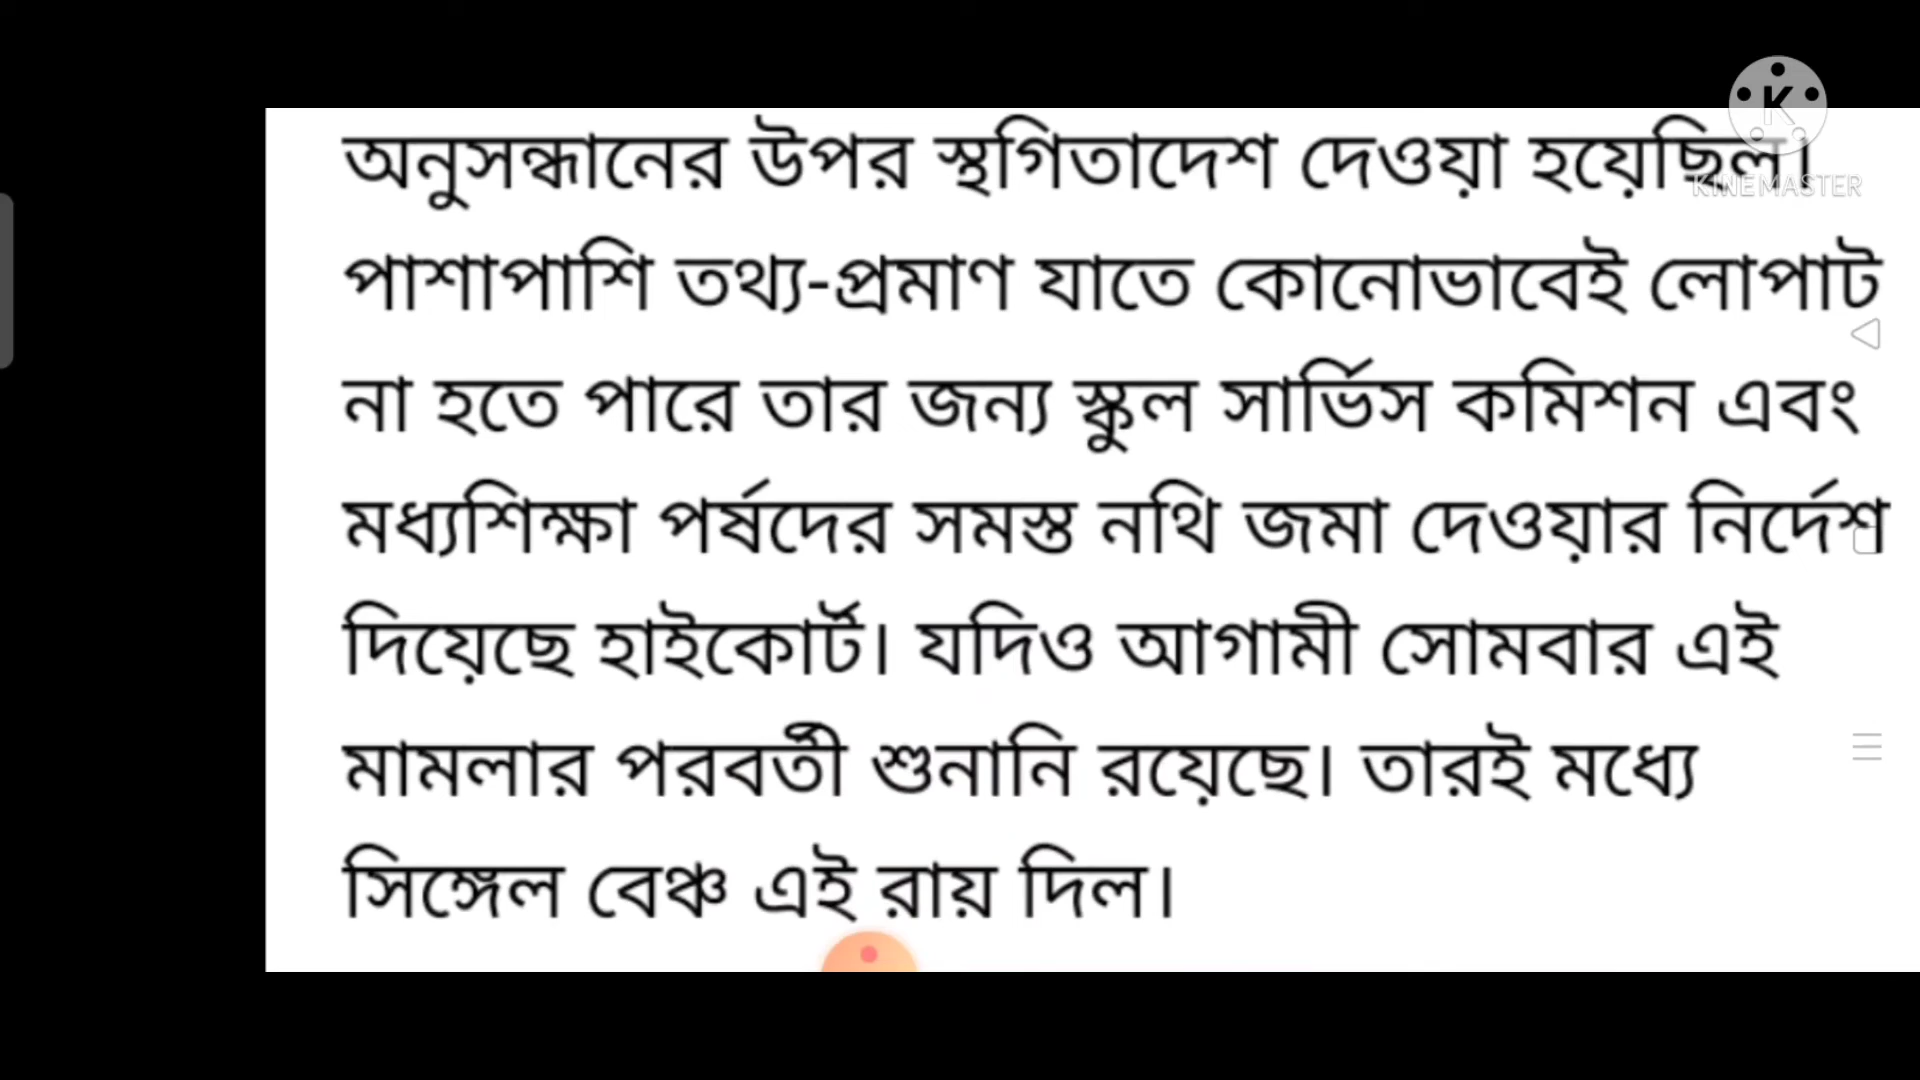 অনুসন্ধানের উপর স্থগিতাদেশ দেওয়া হয়েছিল।
KINEMASTER
পাশাপাশি তথ্য-প্রমাণ যাতে কোনোভাবেই লোপাট
না হতে পারে তার জন্য স্কুল সার্ভিস কমিশন এবং
মধ্যশিক্ষা পর্ষদের সমস্ত নথি জমা দেওয়ার নির্দেশ
দিয়েছে হাইকোর্ট। যদিও আগামী সোমবার এই
মামলার পরবর্তী শুনানি রয়েছে। তারই মধ্যে
সিঙ্গেল বেঞ্চ এই রায় দিল।